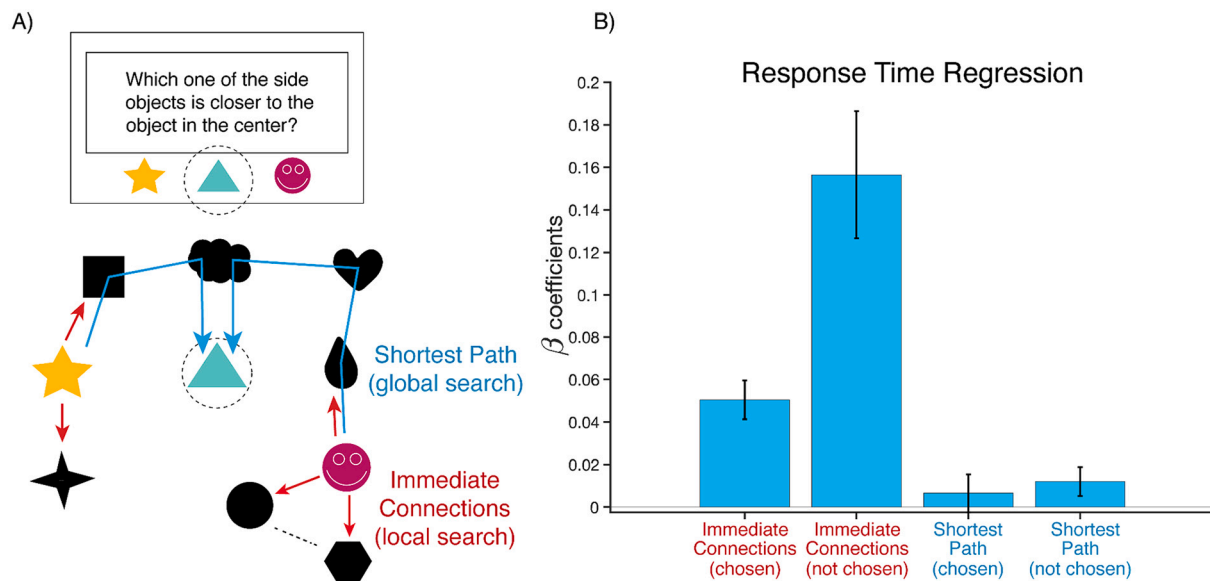 A)
Which one of the side
objects is closer to the
object in the center?
Shortest Path
(global search)
Immediate
Connections
(local search)
B)
Response Time Regression
β coefficients
0.2
0.18
0.16
0.14
0.12
0.1
0.08
0.06
0.04
0.02
0
Immediate
Connections
(chosen)
Immediate
Connections
(not chosen)
Shortest
Path
(chosen)
Shortest
Path
(not chosen)